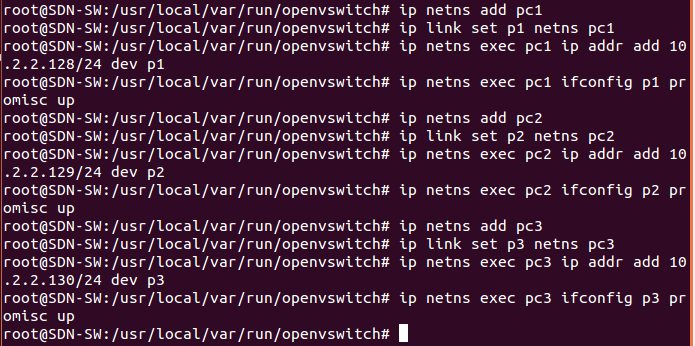 root@SDN-SW:/usr/local/var/run/openvswitch# ip netns add pc1
root@SDN-SW:/usr/local/var/run/openvswitch# ip link set p1 netns pc1
root@SDN-SW:/usr/local/var/run/openvswitch# ip netns exec pc1 ip addr add 10
.2.2.128/24 dev p1
root@SDN-SW:/usr/local/var/run/openvswitch# ip netns exec pc1 ifconfig p1 pr
omisc up
root@SDN-SW:/usr/local/var/run/openvswitch# ip netns add pc2
root@SDN-SW:/usr/local/var/run/openvswitch# ip link set p2 netns pc2
root@SDN-SW:/usr/local/var/run/openvswitch# ip netns exec pc2 ip addr add 10
.2.2.129/24 dev p2
root@SDN-SW:/usr/local/var/run/openvswitch# ip netns exec pc2 ifconfig p2 pr
omisc up
root@SDN-SW:/usr/local/var/run/openvswitch# ip netns add pc3
root@SDN-SW:/usr/local/var/run/openvswitch# ip link set p3 netns pc3
root@SDN-SW:/usr/local/var/run/openvswitch# ip netns exec pc3 ip addr add 10
.2.2.130/24 dev p3
root@SDN-SW:/usr/local/var/run/openvswitch# ip netns exec pc3 ifconfig p3 pr
omisc up
root@SDN-SW:/usr/local/var/run/openvswitch#